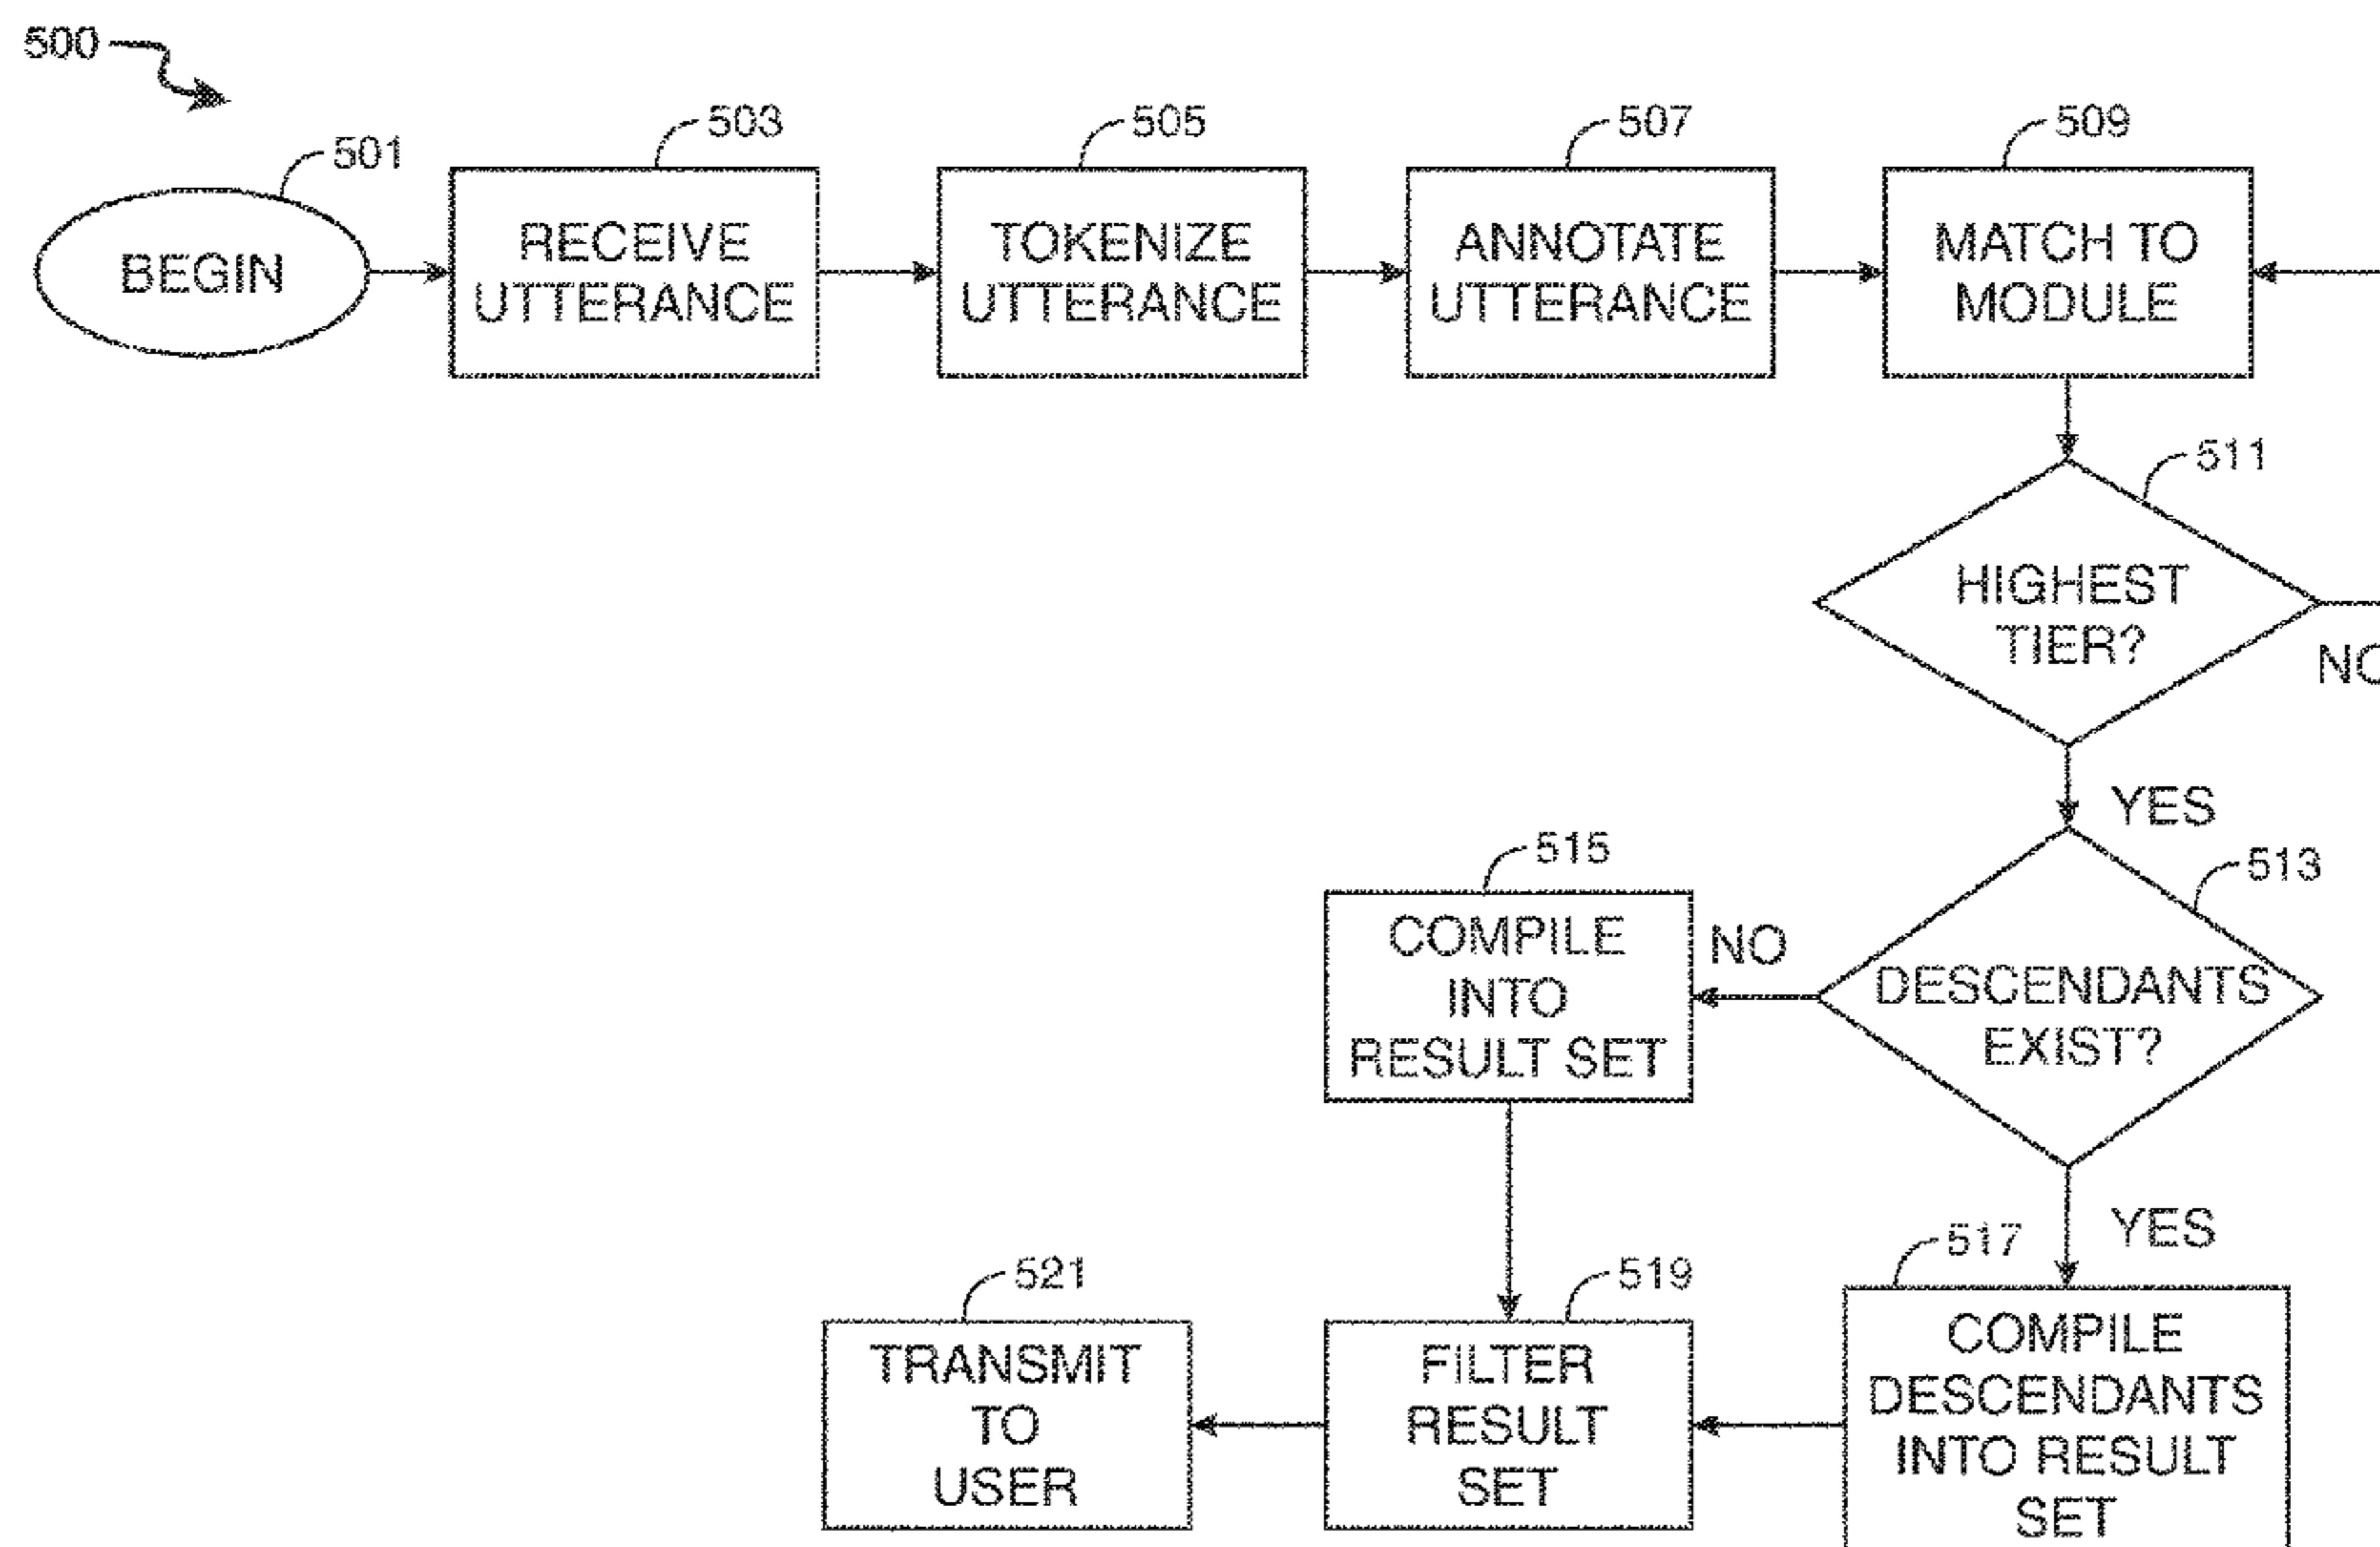 500
501
503
505
507
509
BEGIN
RECEIVE
UTTERANCE
TOKENIZE
UTTERANCE
ANNOTATE
UTTERANCE
MATCH TO
MODULE
511
HIGHEST
TIER?
NO
YES
513
515
COMPILE
INTO
RESULT SET
NO
DESCENDANTS
EXIST?
YES
517
519
521
TRANSMIT
TO
USER
FILTER
RESULT
SET
COMPILE
DESCENDANTS
INTO RESULT
SET